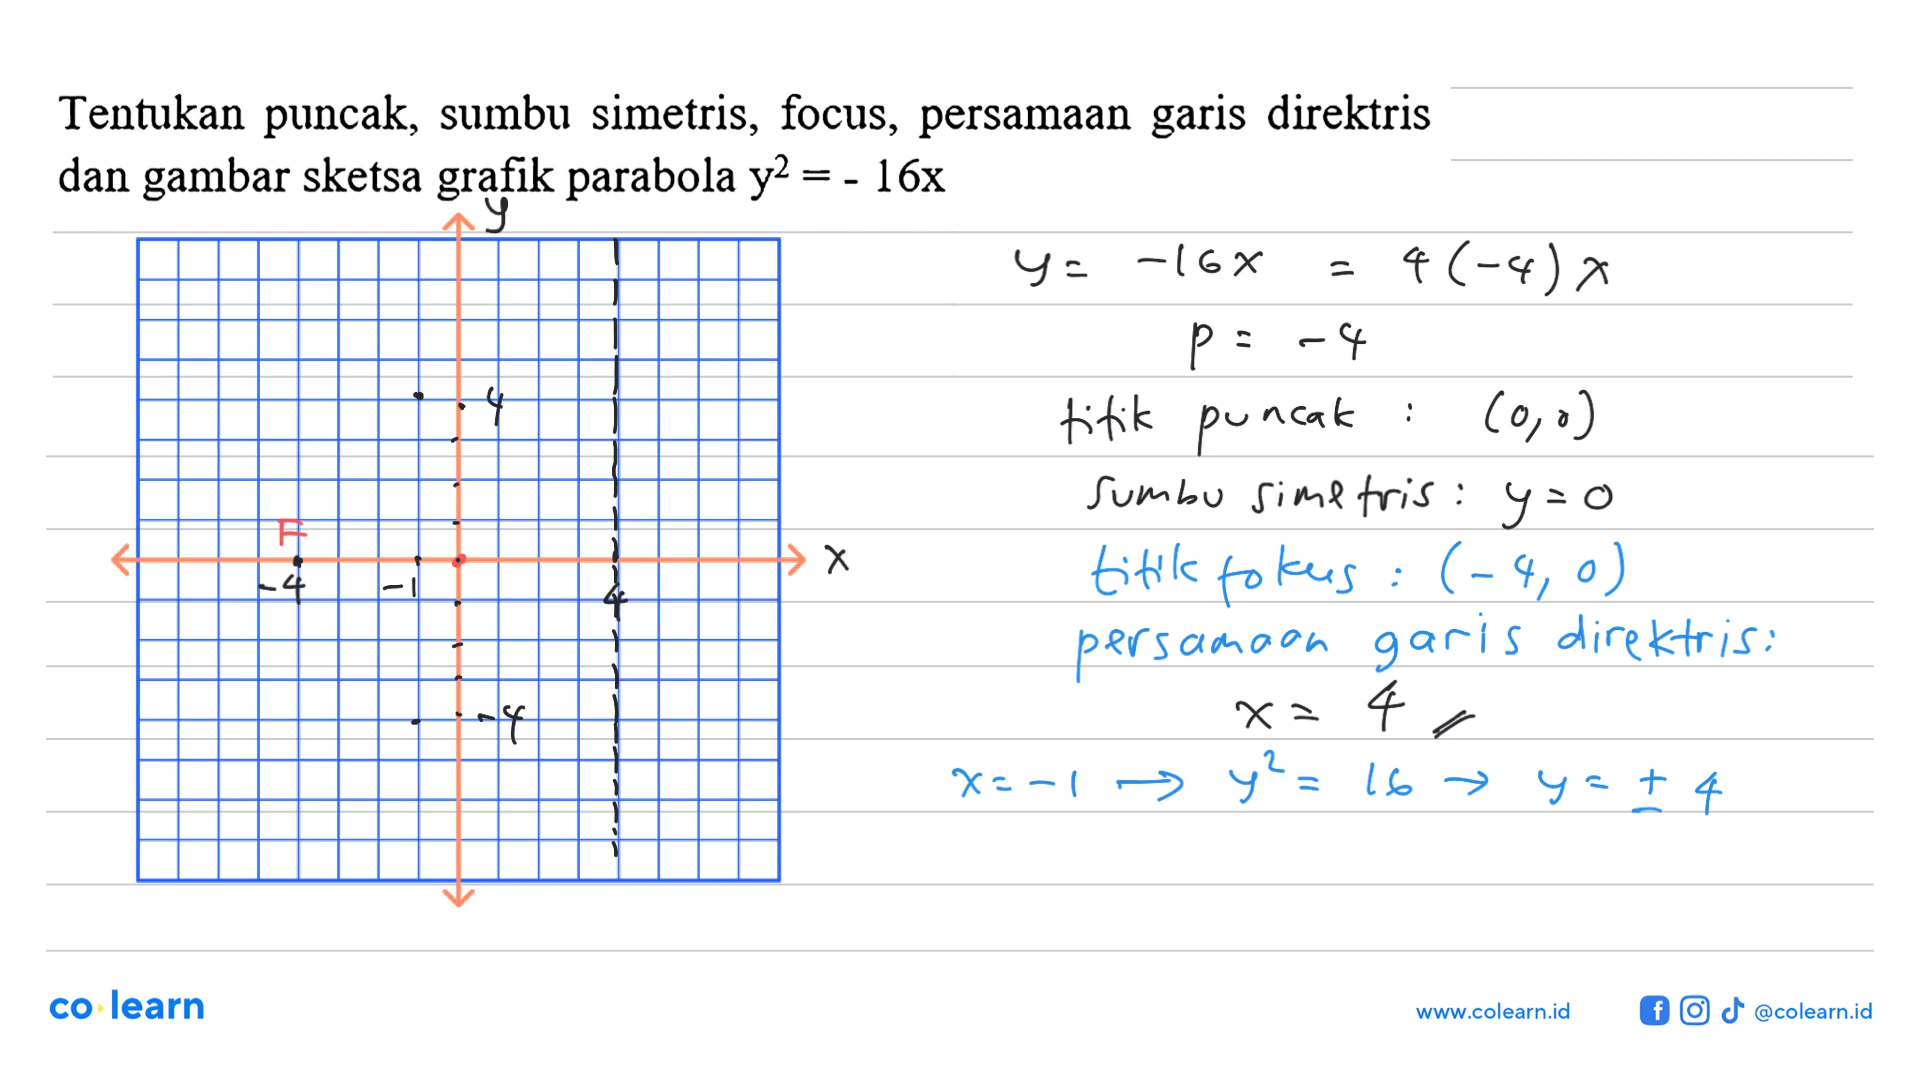 Tentukan puncak, sumbu simetris, focus, persamaan garis direktris
dan gambar sketsa grafik parabola y² = - 16x
y
y = -16x = 4(-4)x
p = -4
4
titik puncak : (0,0)
sumbu simetris : y = 0
F
x
-4 -1 4
titik fokus : (-4, 0)
persamaan garis direktris:
-4
x = 4
x = -1 → y² = 16 → y = ± 4
co learn
www.colearn.id
@colearn.id